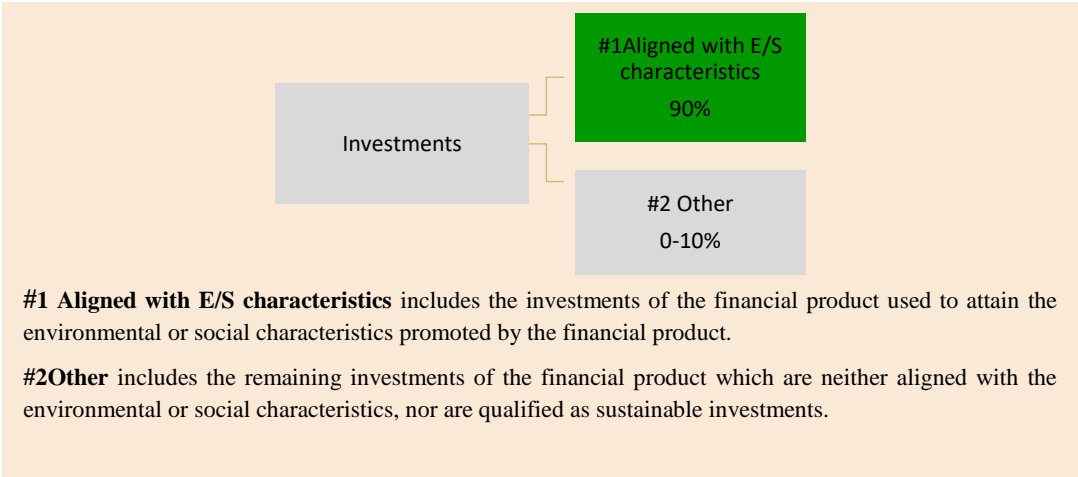 #1Aligned with E/S
characteristics
90%
Investments
#2 Other
0-10%
#1 Aligned with E/S characteristics includes the investments of the financial product used to attain the
environmental or social characteristics promoted by the financial product.
#2Other includes the remaining investments of the financial product which are neither aligned with the
environmental or social characteristics, nor are qualified as sustainable investments.